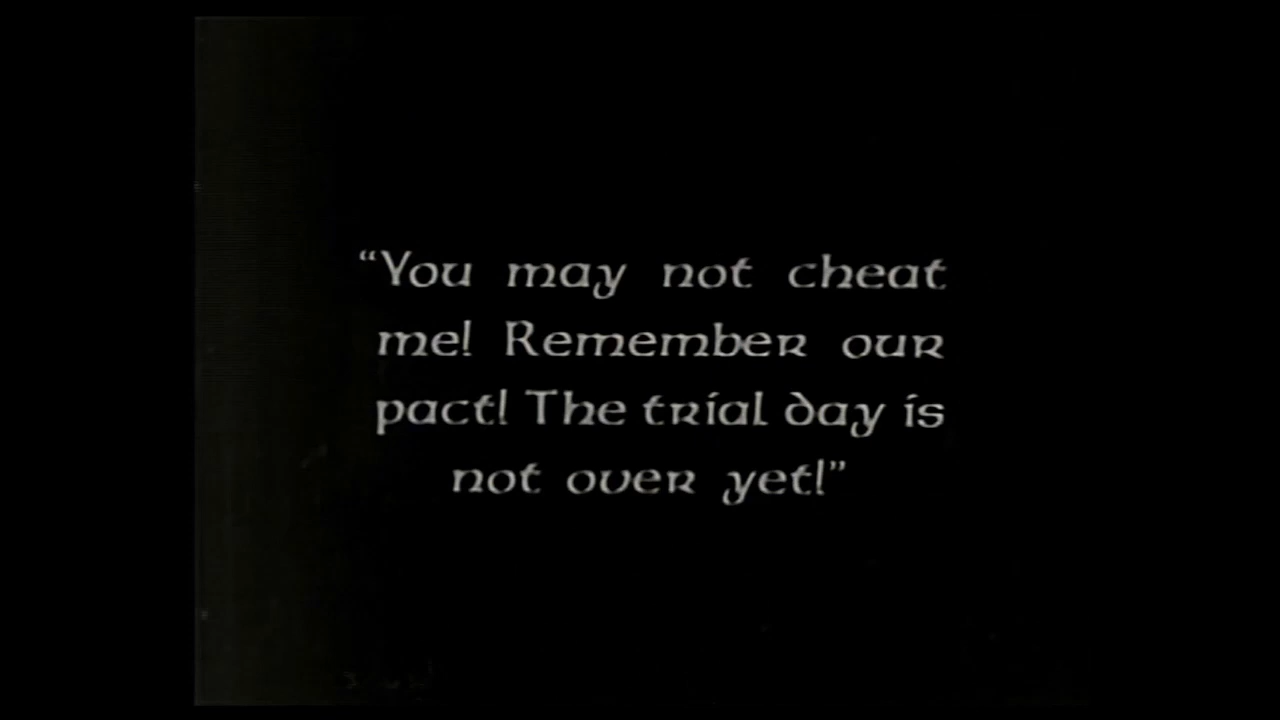 “You may not cheat
me! Remember our
pact! The trial day is
not over yet!”